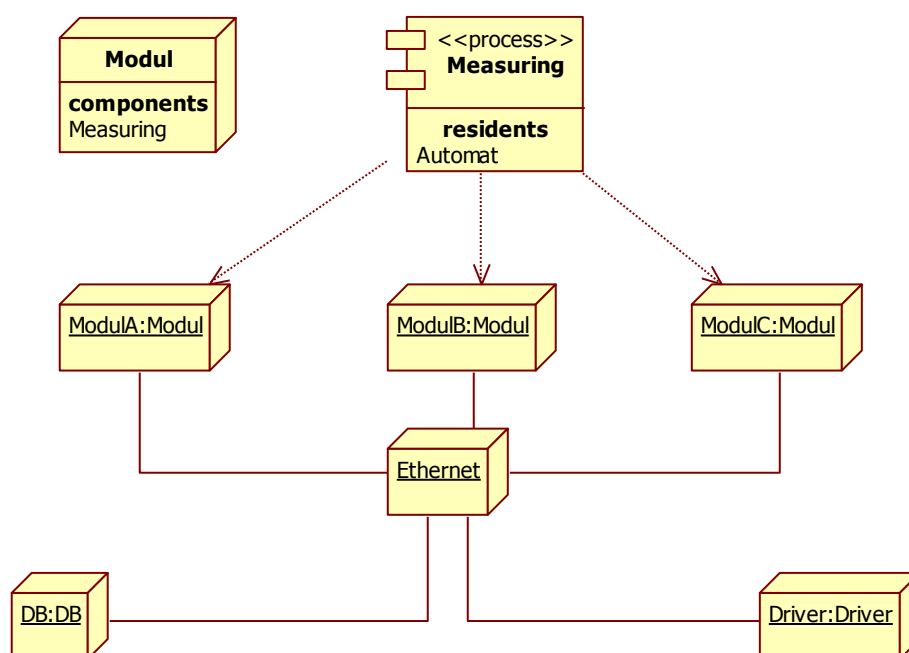 Modul
components
Measuring
<<process>>
Measuring
residents
Automat
ModulA:Modul
ModulB:Modul
ModulC:Modul
Ethernet
DB:DB
Driver:Driver